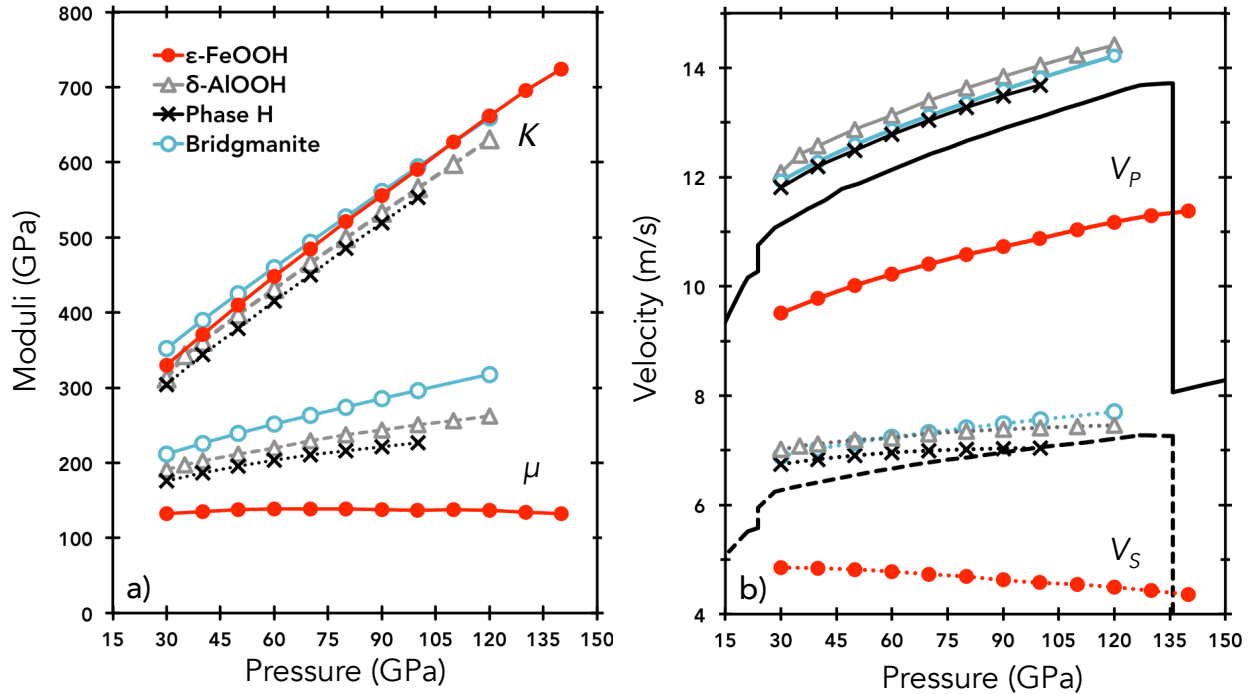 800
700
600
500
400
300
200
100
0
Moduli (GPa)
ε-FeOOH
δ-AlOOH
Phase H
Bridgmanite
K
μ
a)
15 30 45 60 75 90 105 120 135 150
Pressure (GPa)
14
12
10
8
6
4
Velocity (m/s)
VP
VS
b)
15 30 45 60 75 90 105 120 135 150
Pressure (GPa)